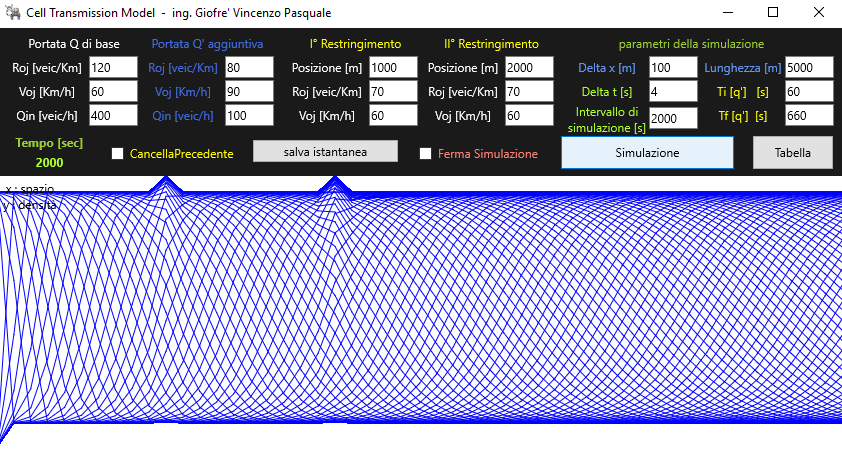 Cell Transmission Model - ing. Giofre' Vincenzo Pasquale
Portata Q di base Portata Q' aggiuntiva I° Restringimento II° Restringimento parametri della simulazione
Roj [veic/Km] 120 Roj [veic/Km] 80 Posizione [m] 1000 Posizione [m] 2000 Delta x [m] 100 Lunghezza [m] 5000
Voj [Km/h] 60 Voj [Km/h] 90 Roj [veic/Km] 70 Roj [veic/Km] 70 Delta t [s] 4 Ti [q'] [s] 60
Qin [veic/h] 400 Qin [veic/h] 100 Voj [Km/h] 60 Voj [Km/h] 60 Intervallo di simulazione [s] 2000 Tf [q'] [s] 660
Tempo [sec]
2000
CancellaPrecedente salva istantanea Ferma Simulazione Simulazione Tabella
x : spazio
y : densità